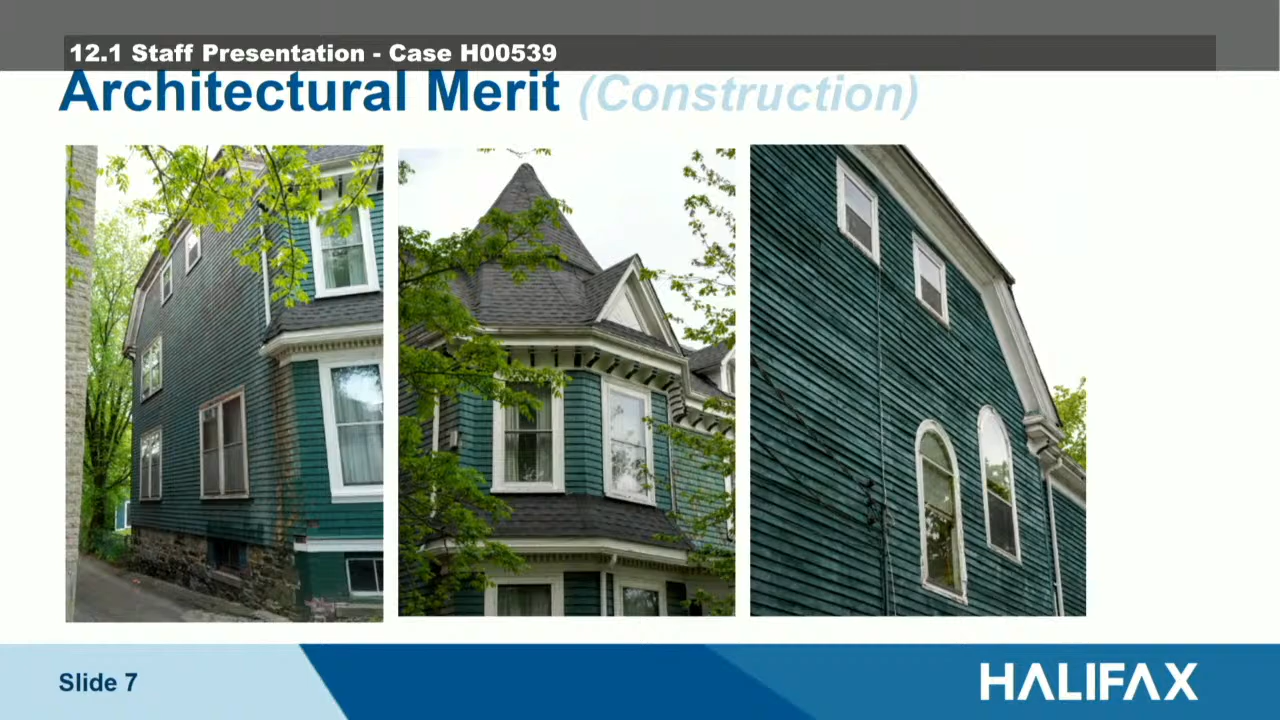 12.1 Staff Presentation - Case H00539
Architectural Merit (Construction)
Slide 7
HALIFAX